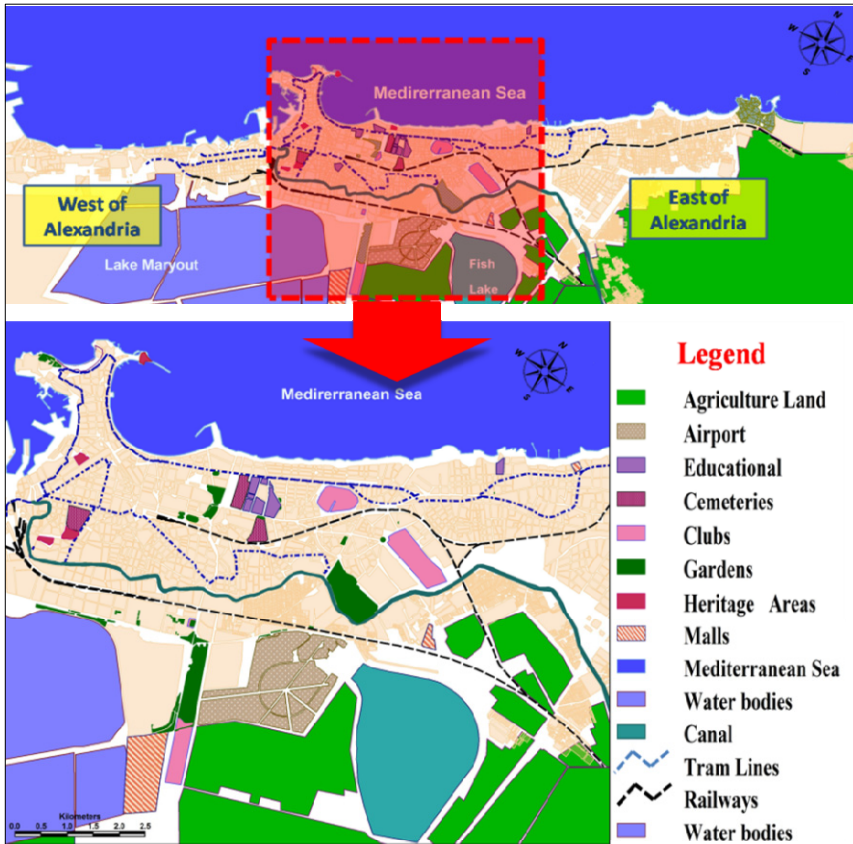 N
W
E
S
Medirerranean Sea
West of
Alexandria
East of
Alexandria
Lake Maryout
Fish
Lake
N
W
E
S
Medirerranean Sea
Legend
Agriculture Land
Airport
Educational
Cemeteries
Clubs
Gardens
Heritage Areas
Malls
Mediterranean Sea
Water bodies
Canal
Tram Lines
Railways
Water bodies
Kilometers
0.0 0.5 1.0 1.5 2.0 2.5